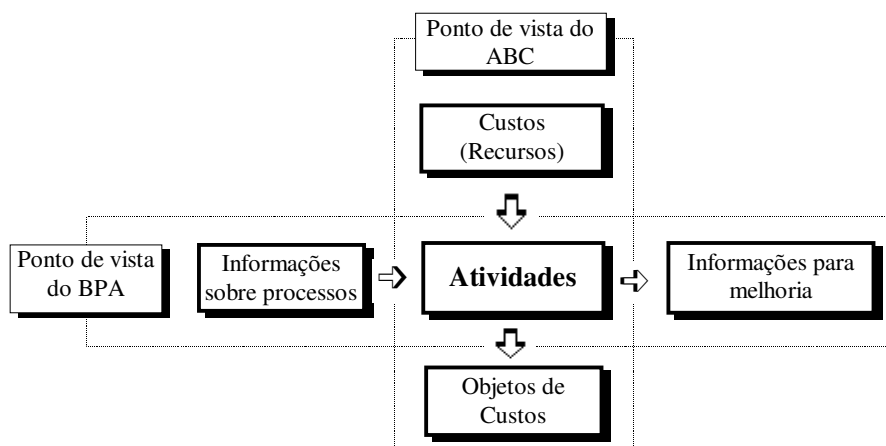 Ponto de vista do
ABC
Custos
(Recursos)
Ponto de vista
do BPA
Informações
sobre processos
Atividades
Informações para
melhoria
Objetos de
Custos